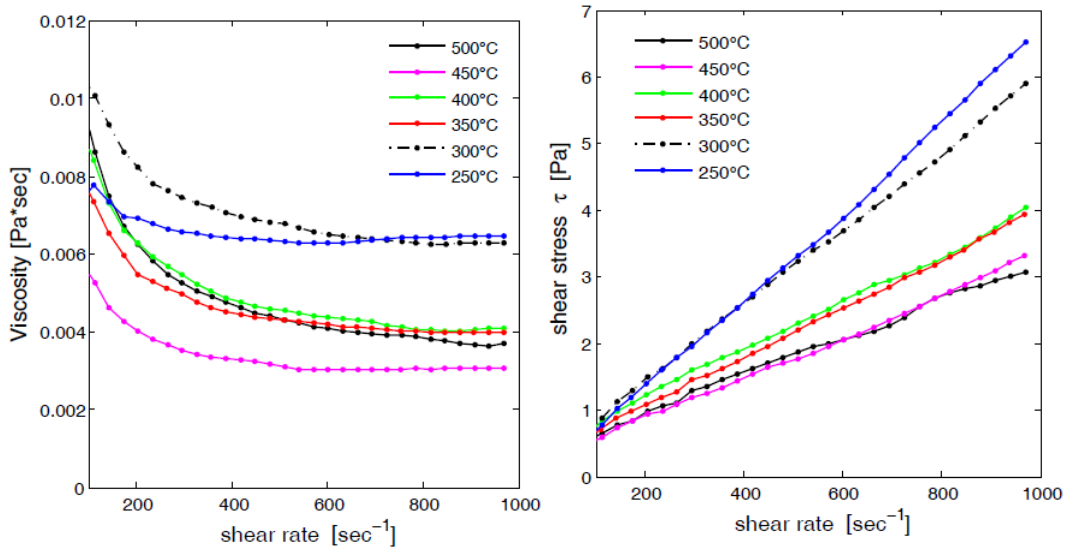 0.012
0.01
0.008
0.006
0.004
0.002
0
Viscosity [Pa*sec]
500°C
450°C
400°C
350°C
300°C
250°C
200
400
600
800
1000
shear rate [sec⁻¹]
7
6
5
4
3
2
1
0
shear stress τ [Pa]
500°C
450°C
400°C
350°C
300°C
250°C
200
400
600
800
1000
shear rate [sec⁻¹]